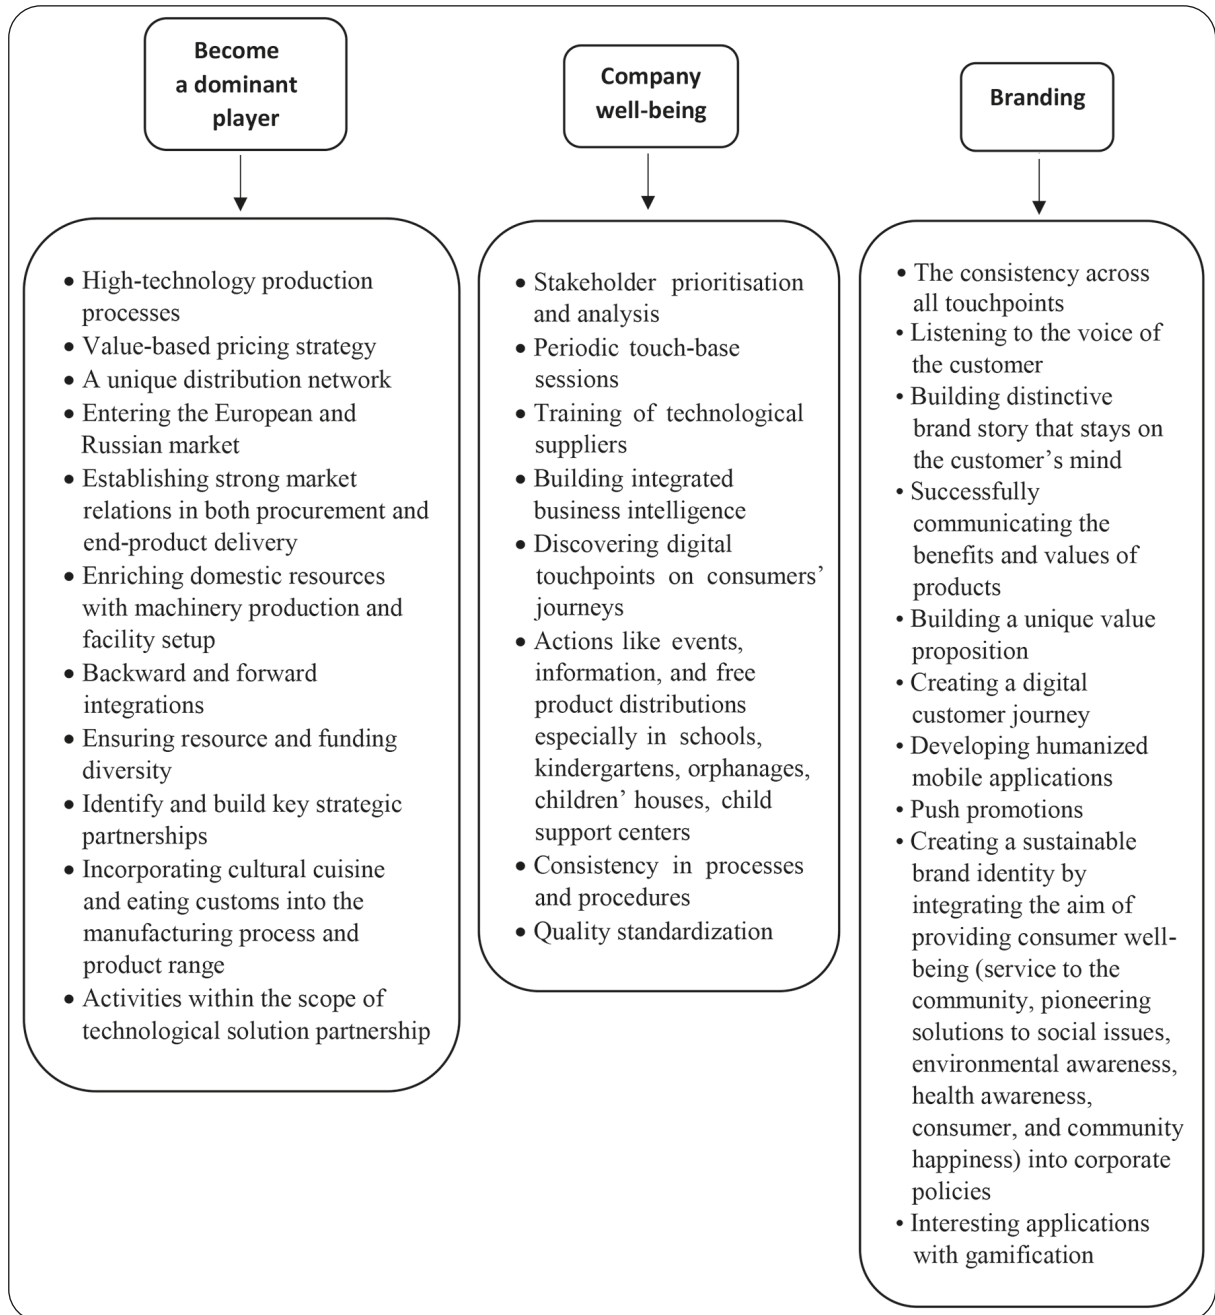 Become
a dominant
player
• High-technology production
processes
• Value-based pricing strategy
• A unique distribution network
• Entering the European and
Russian market
• Establishing strong market
relations in both procurement and
end-product delivery
• Enriching domestic resources
with machinery production and
facility setup
• Backward and forward
integrations
• Ensuring resource and funding
diversity
• Identify and build key strategic
partnerships
• Incorporating cultural cuisine
and eating customs into the
manufacturing process and
product range
• Activities within the scope of
technological solution partnership
Company
well-being
• Stakeholder prioritisation
and analysis
• Periodic touch-base
sessions
• Training of technological
suppliers
• Building integrated
business intelligence
• Discovering digital
touchpoints on consumers’
journeys
• Actions like events,
information, and free
product distributions
especially in schools,
kindergartens, orphanages,
children’ houses, child
support centers
• Consistency in processes
and procedures
• Quality standardization
Branding
• The consistency across
all touchpoints
• Listening to the voice of
the customer
• Building distinctive
brand story that stays on
the customer’s mind
• Successfully
communicating the
benefits and values of
products
• Building a unique value
proposition
• Creating a digital
customer journey
• Developing humanized
mobile applications
• Push promotions
• Creating a sustainable
brand identity by
integrating the aim of
providing consumer well-
being (service to the
community, pioneering
solutions to social issues,
environmental awareness,
health awareness,
consumer, and community
happiness) into corporate
policies
• Interesting applications
with gamification